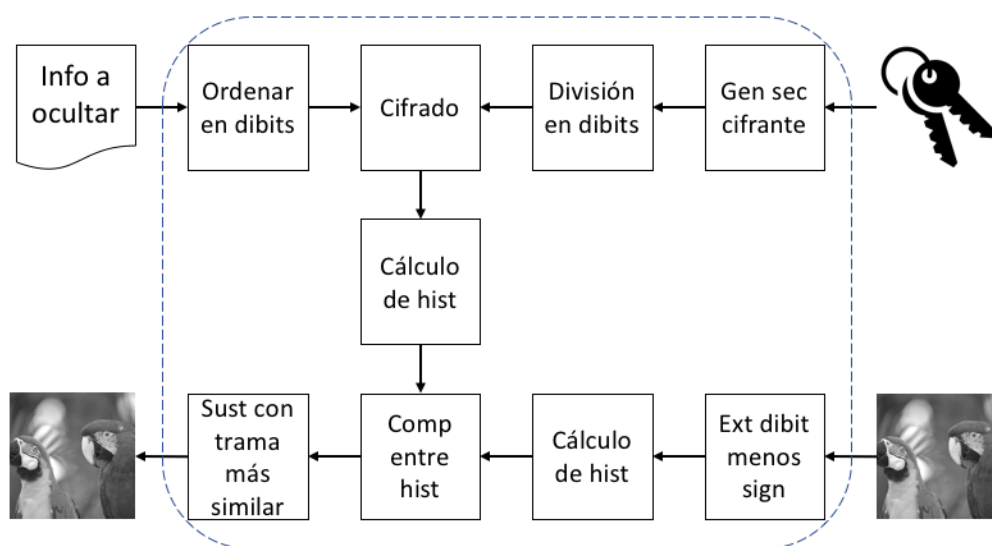 Info a
ocultar
Ordenar
en dibits
Cifrado
División
en dibits
Gen sec
cifrante
Cálculo
de hist
Sust con
trama
más
similar
Comp
entre
hist
Cálculo
de hist
Ext dibit
menos
sign